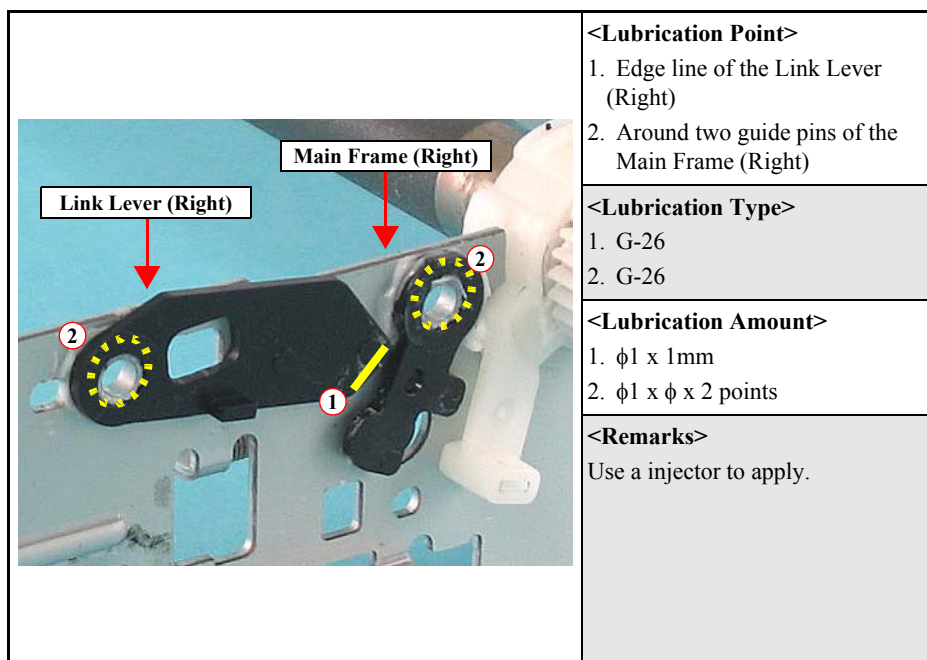 Main Frame (Right)
Link Lever (Right)
2
2
1
<Lubrication Point>
1. Edge line of the Link Lever
(Right)
2. Around two guide pins of the
Main Frame (Right)
<Lubrication Type>
1. G-26
2. G-26
<Lubrication Amount>
1. ϕ1 x 1mm
2. ϕ1 x ϕ x 2 points
<Remarks>
Use a injector to apply.